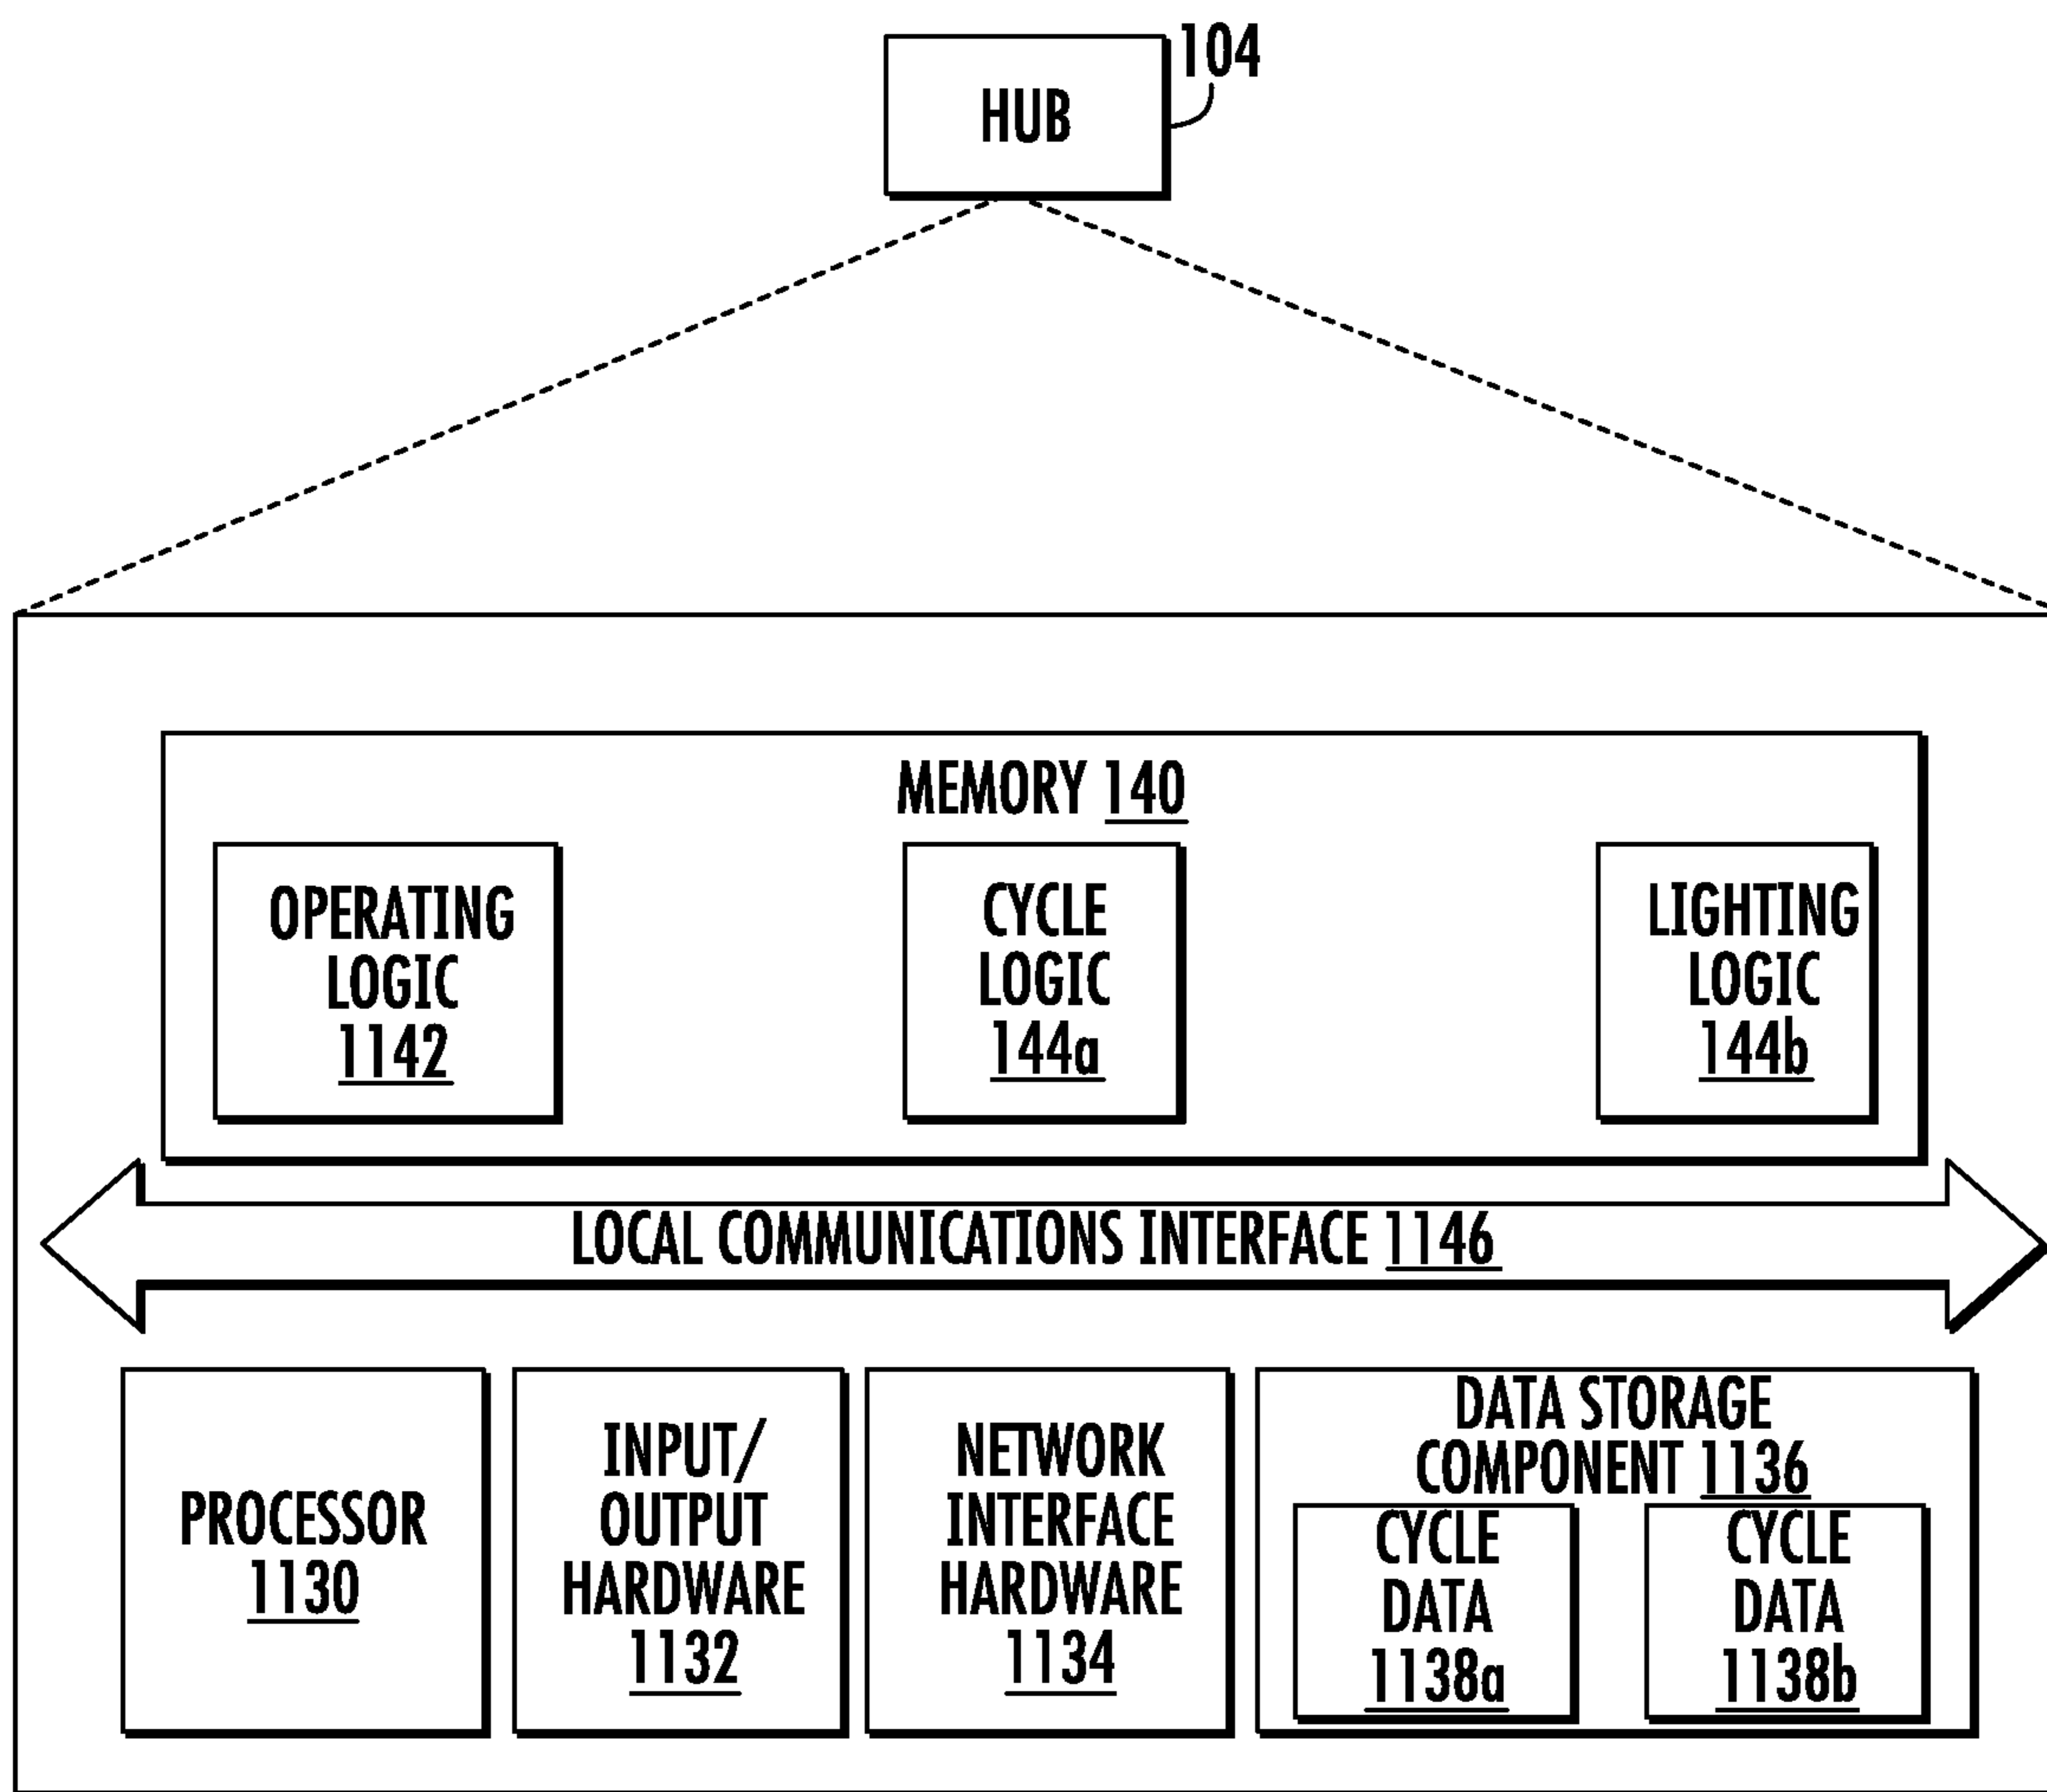 104
HUB
MEMORY 140
OPERATING
LOGIC
1142
CYCLE
LOGIC
144a
LIGHTING
LOGIC
144b
LOCAL COMMUNICATIONS INTERFACE 1146
PROCESSOR
1130
INPUT/
OUTPUT
HARDWARE
1132
NETWORK
INTERFACE
HARDWARE
1134
DATA STORAGE
COMPONENT 1136
CYCLE
DATA
1138a
CYCLE
DATA
1138b